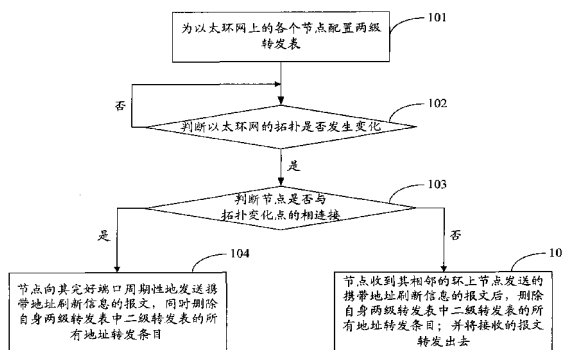 101
为以太环网上的各个节点配置两级
转发表
否
102
判断以太环网的拓扑是否发生变化
是
103
判断节点是否与
拓扑变化点的相连接
是
否
104
10
节点向其完好端口周期性地发送携
带地址刷新信息的报文，同时删除
自身两级转发表中二级转发表的所
有地址转发条目
节点收到其相邻的环上节点发送的
携带地址刷新信息的报文后，删除
自身两级转发表中二级转发表的所
有地址转发条目；并将接收的报文
转发出去